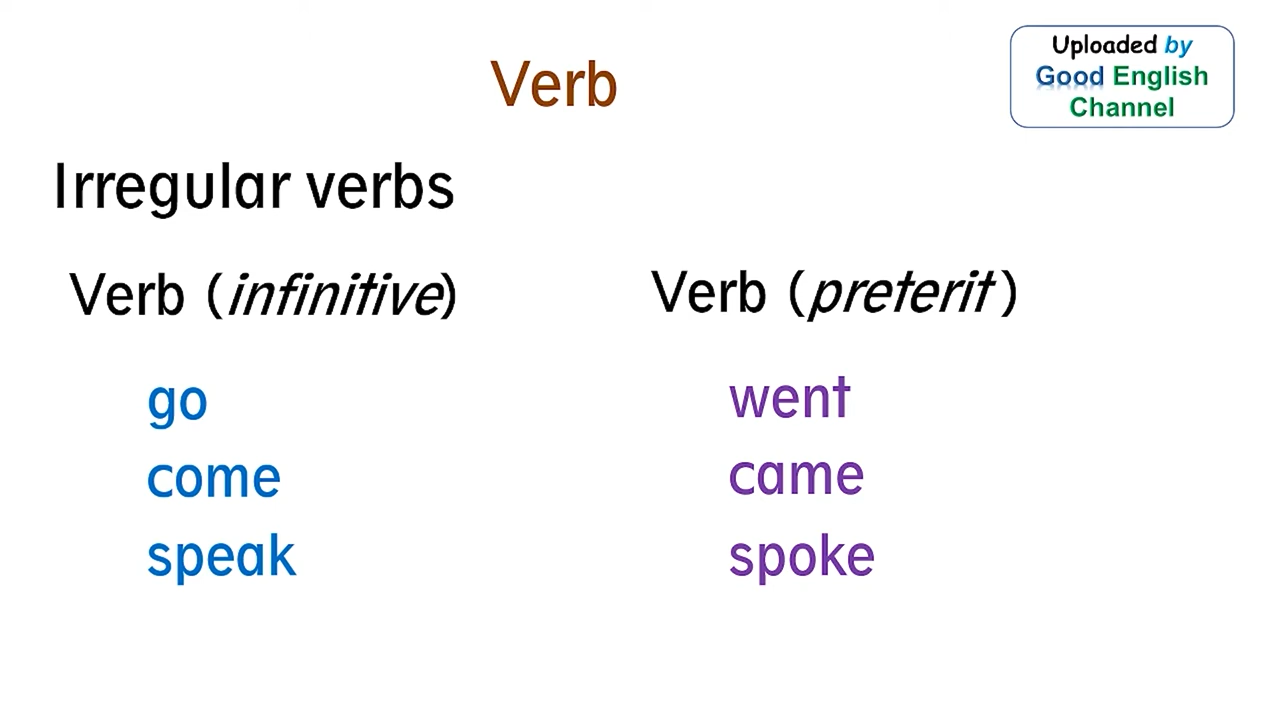 Verb
Uploaded by
Good English
Channel
Irregular verbs
Verb (infinitive)
Verb (preterit )
go
went
come
came
speak
spoke